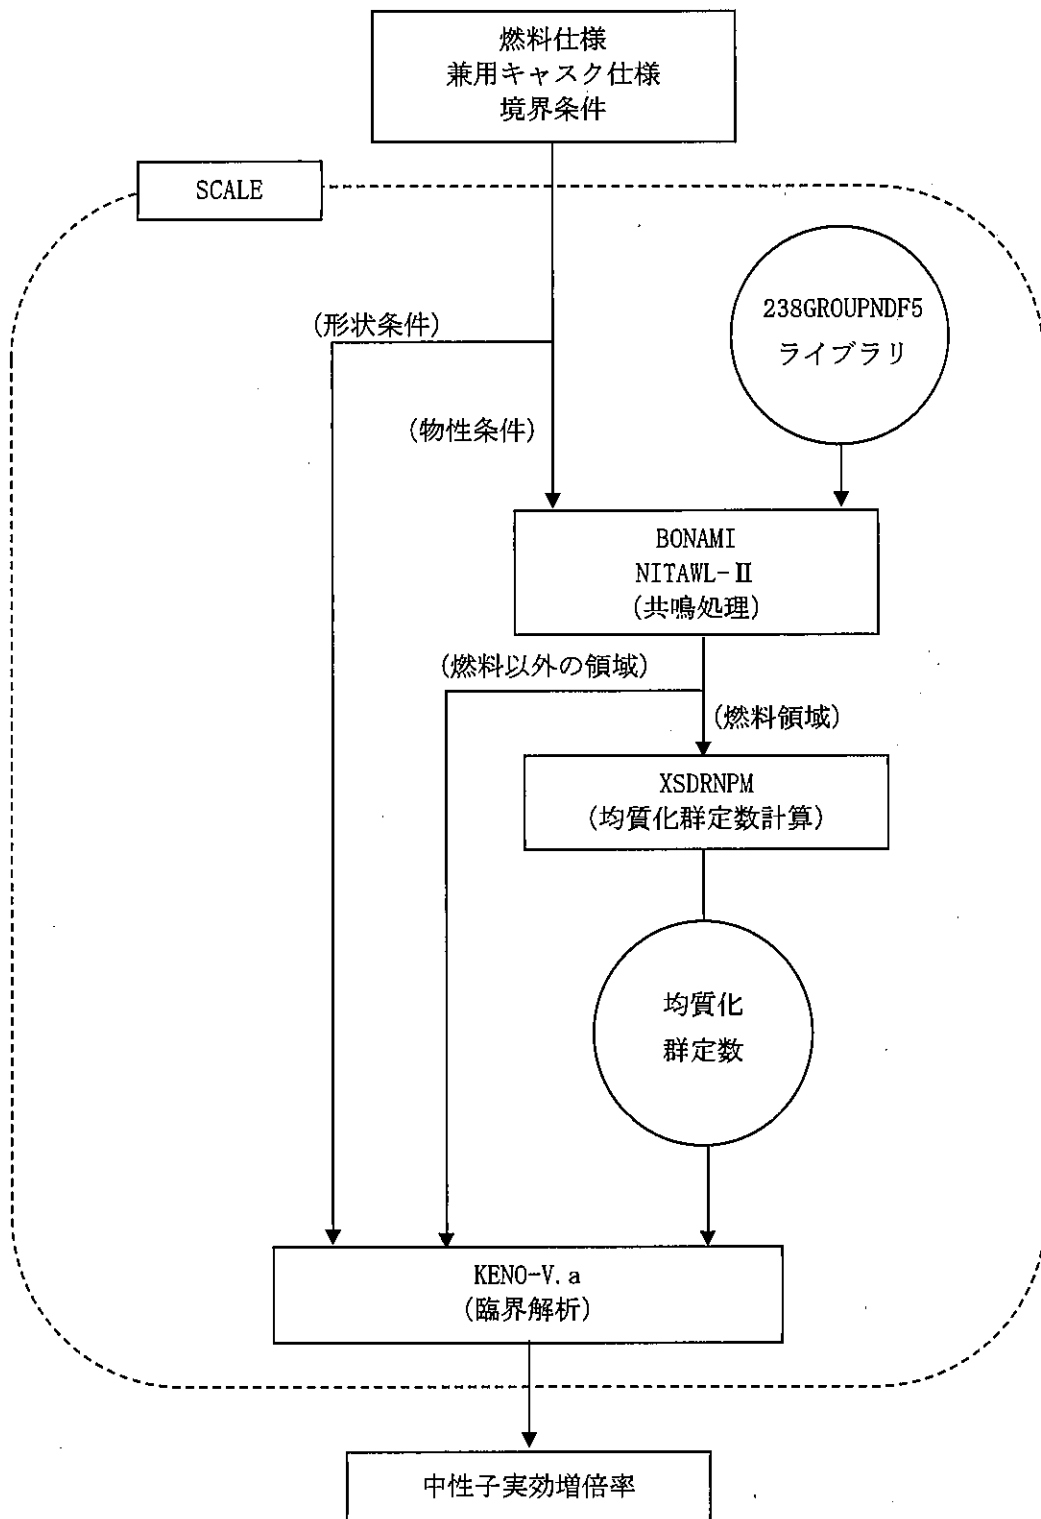 燃料仕様
兼用キャスク仕様
境界条件
SCALE
238GROUPNDF5
ライブラリ
(形状条件)
(物性条件)
BONAMI
NITAWL-Ⅱ
(共鳴処理)
(燃料以外の領域)
(燃料領域)
XSDRNPM
(均質化群定数計算)
均質化
群定数
KENO-V.a
(臨界解析)
中性子実効増倍率